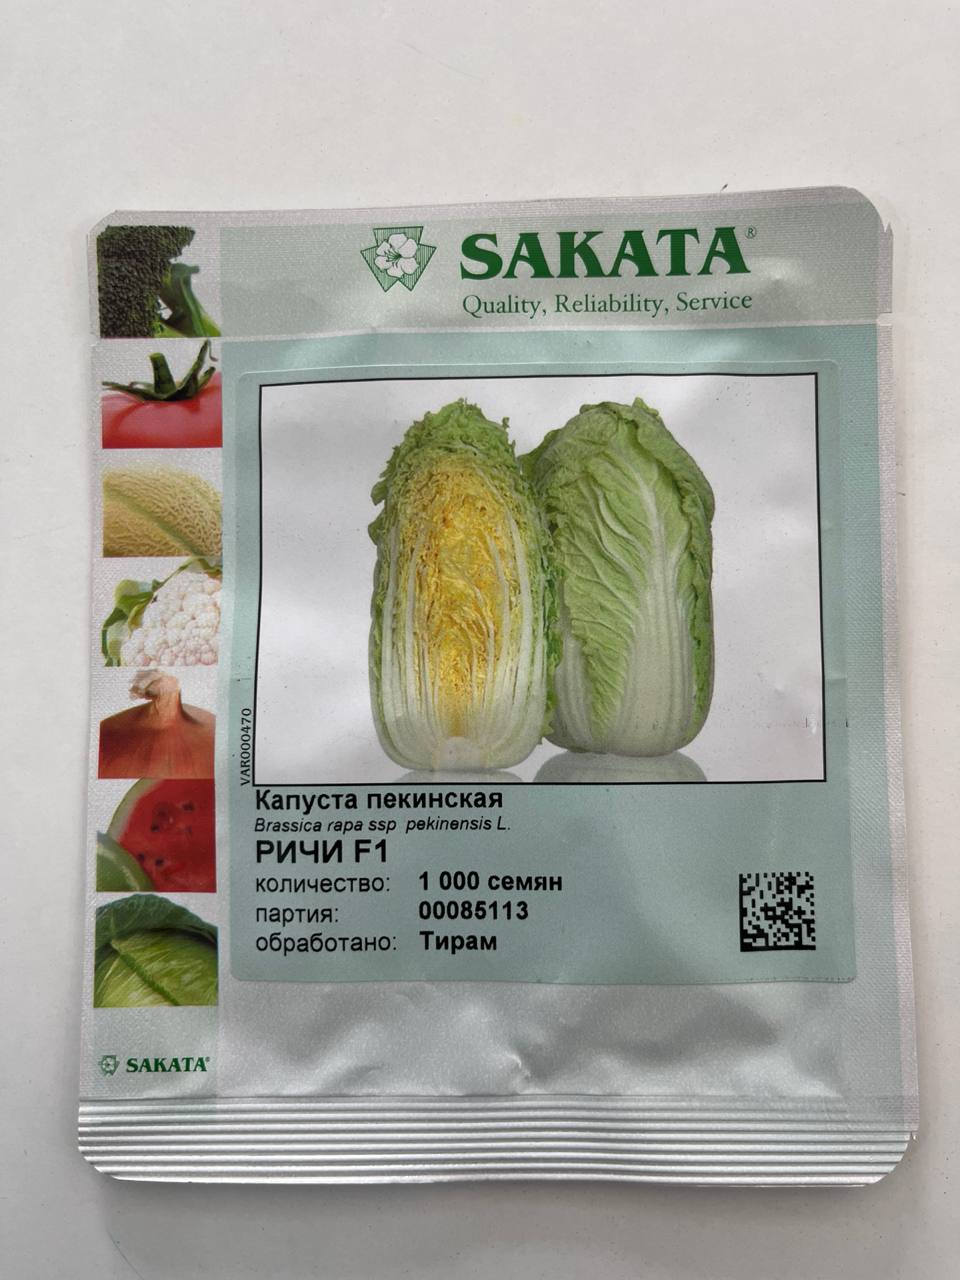 SAKATA®
Quality, Reliability, Service
VAR000470
Капуста пекинская
Brassica rapa ssp pekinensis L.
РИЧИ F1
количество: 1 000 семян
партия: 00085113
обработано: Тирам
SAKATA®